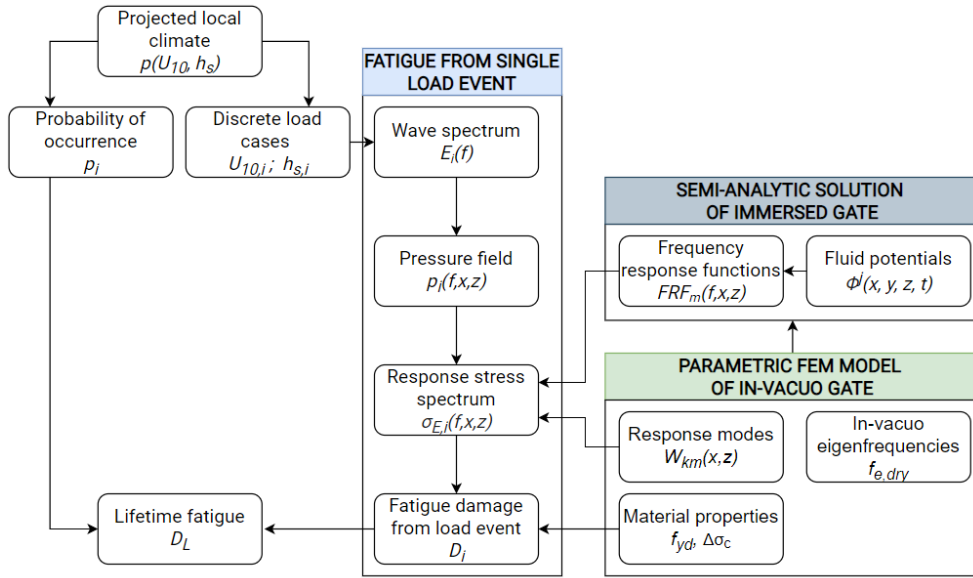 Projected local
climate
p(U10, hs)
Probability of
occurrence
pi
Discrete load
cases
U10,i ; hs,i
FATIGUE FROM SINGLE
LOAD EVENT
Wave spectrum
Ei(f)
Pressure field
pi(f,x,z)
Response stress
spectrum
σE,i(f,x,z)
Fatigue damage
from load event
Di
Lifetime fatigue
DL
SEMI-ANALYTIC SOLUTION
OF IMMERSED GATE
Frequency
response functions
FRFm(f,x,z)
Fluid potentials
Φj(x, y, z, t)
PARAMETRIC FEM MODEL
OF IN-VACUO GATE
Response modes
Wkm(x,z)
In-vacuo
eigenfrequencies
fe,dry
Material properties
fyd, Δσc